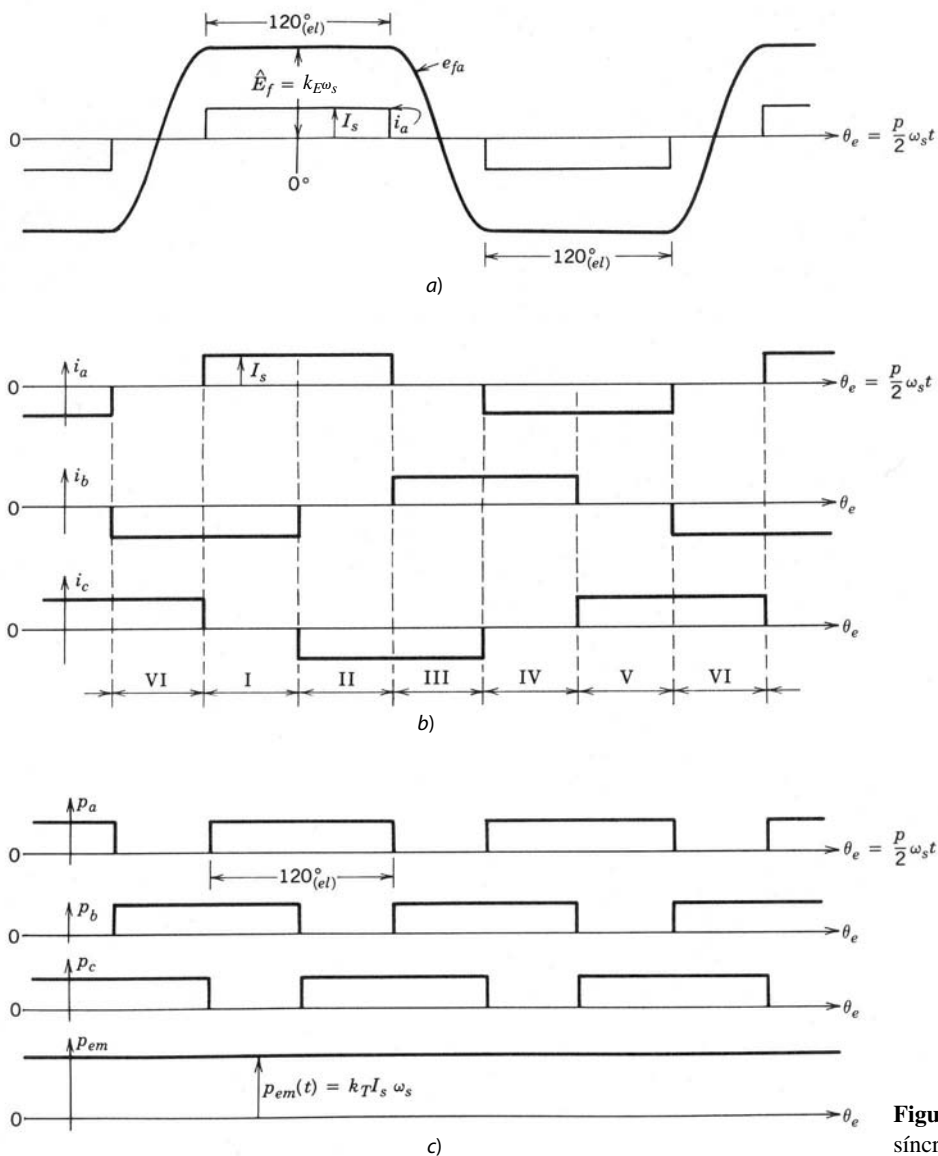 120°(el)
e_fa
Ê_f = k_E ω_s
I_s
i_a
0
θ_e = p/2 ω_s t
0°
120°(el)
a)
i_a
0
I_s
θ_e = p/2 ω_s t
i_b
0
θ_e
i_c
0
θ_e
VI I II III IV V VI
b)
p_a
0
θ_e = p/2 ω_s t
120°(el)
p_b
0
θ_e
p_c
0
θ_e
p_em
p_em(t) = k_T I_s ω_s
0
θ_e
Figu
síncr
c)